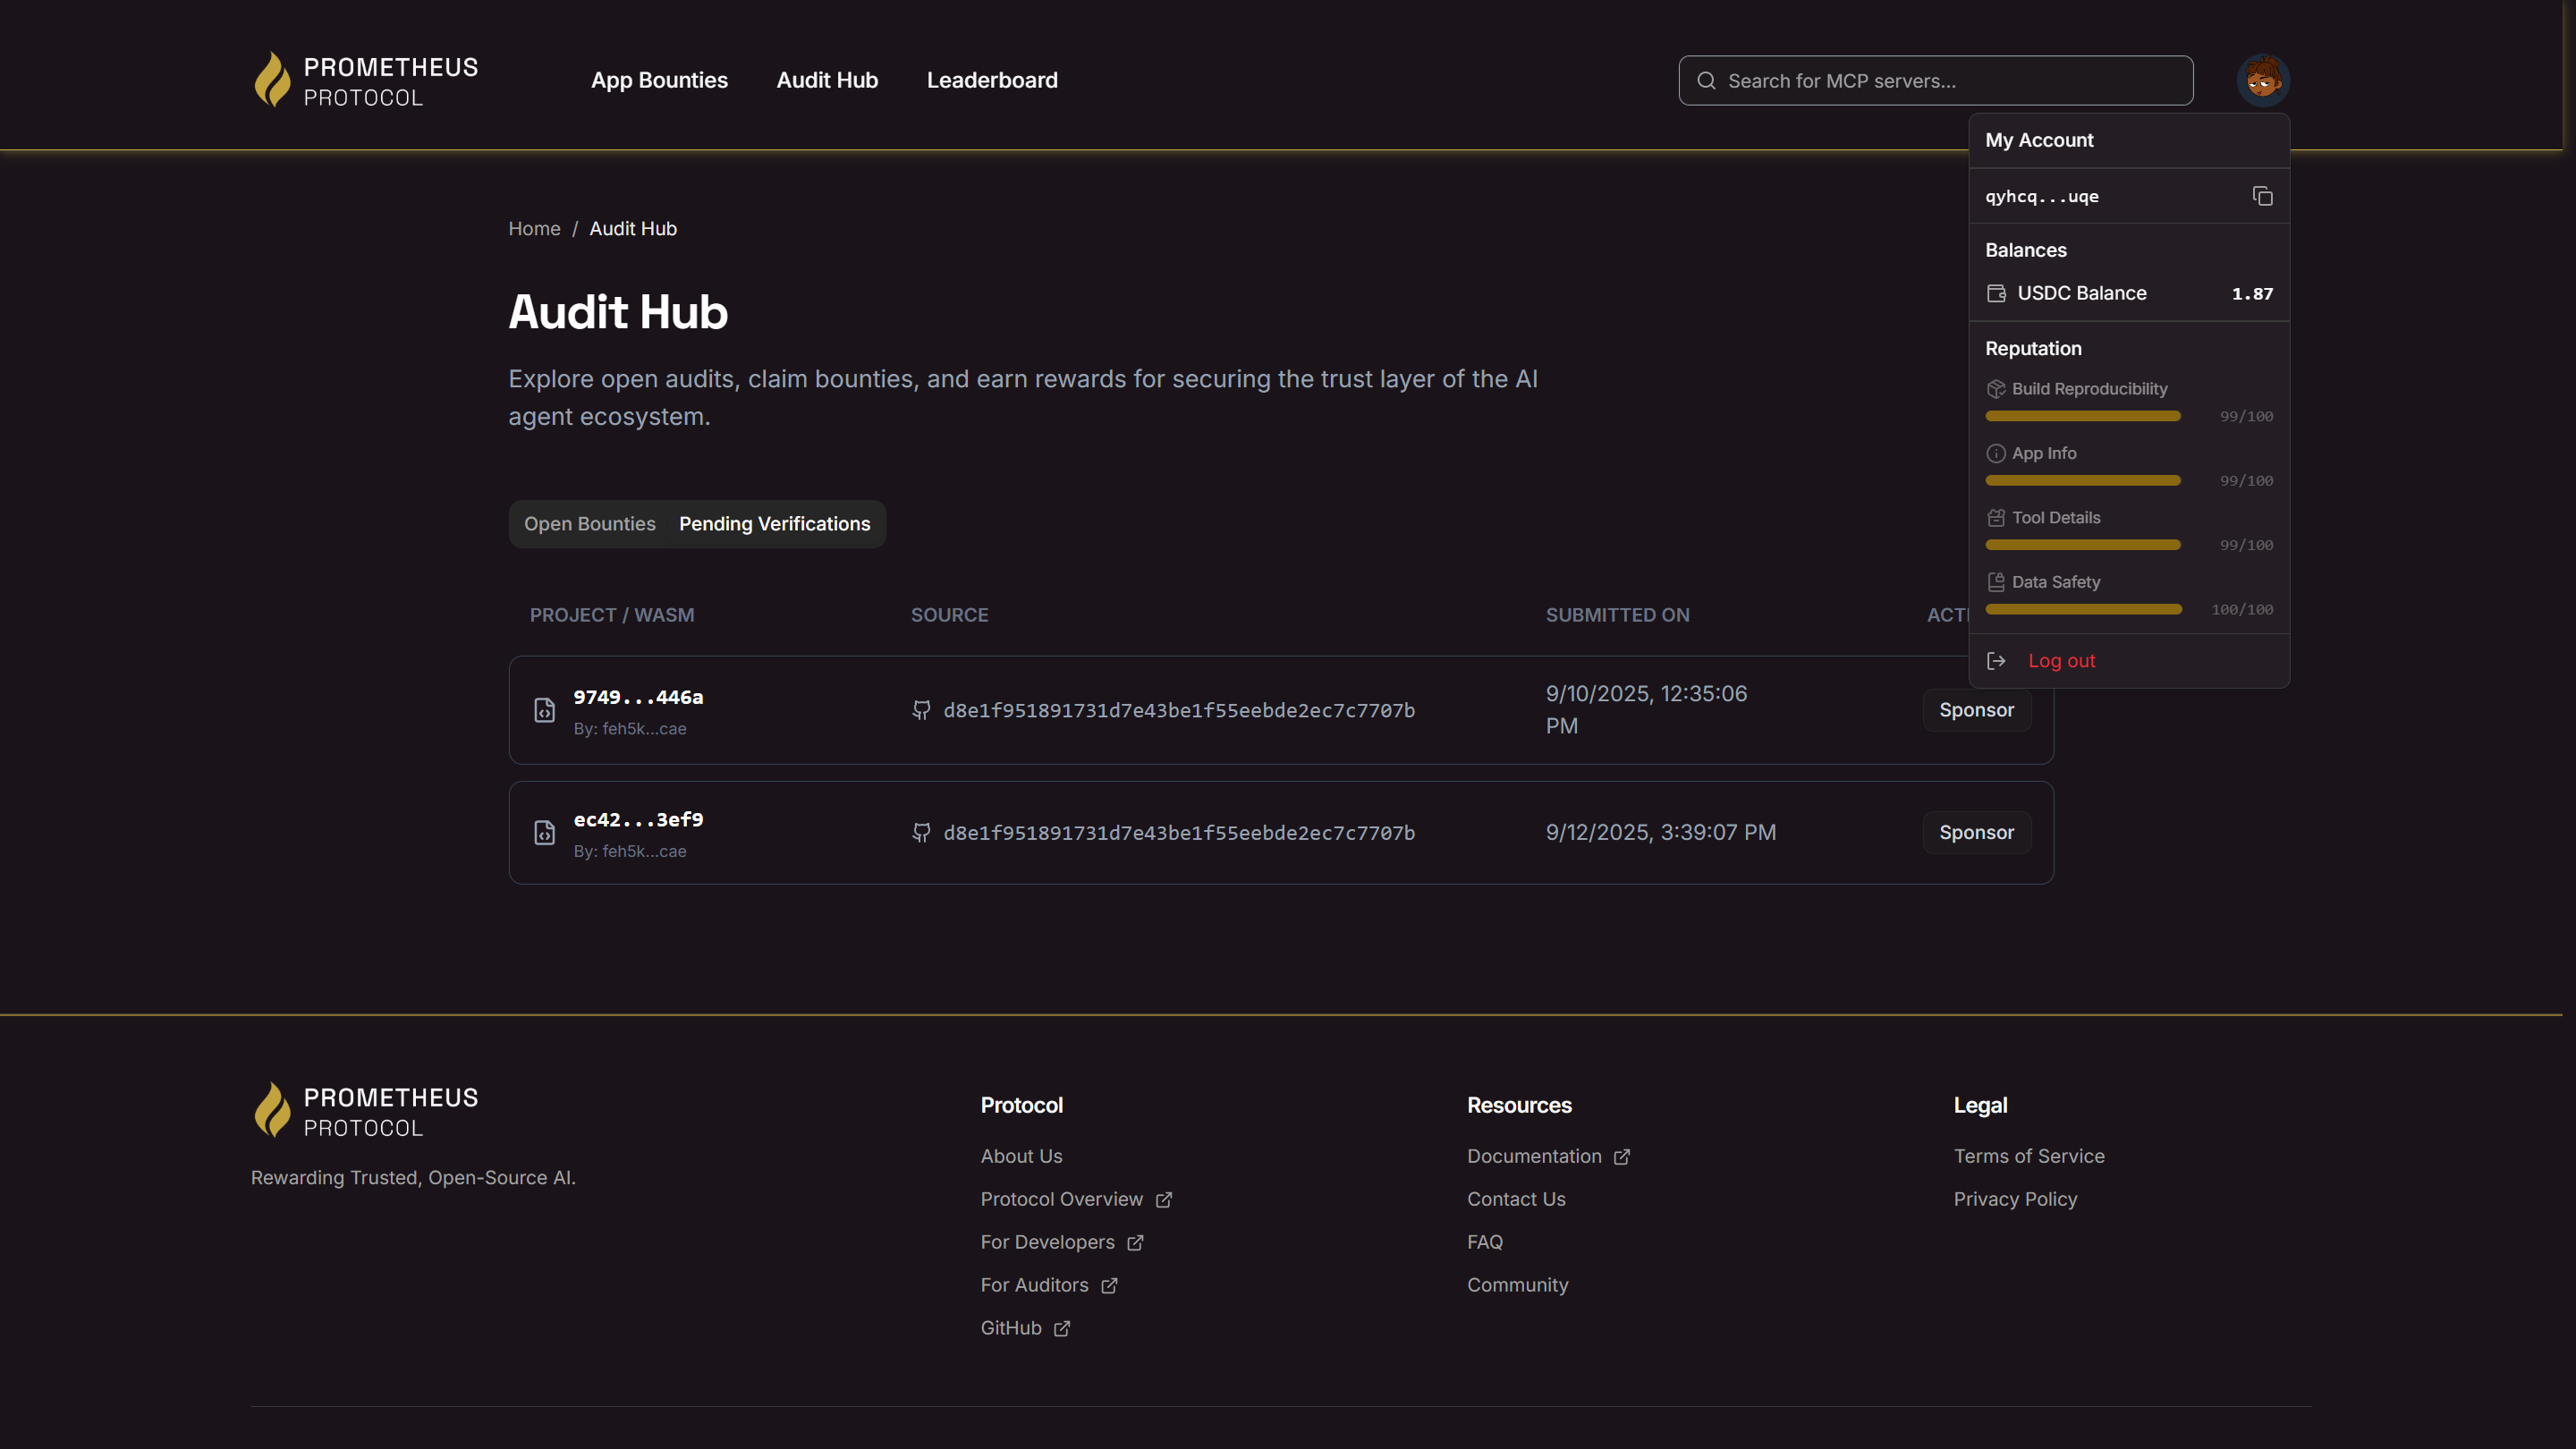 PROMETHEUS
PROTOCOL
App Bounties
Audit Hub
Leaderboard
Search for MCP servers...
My Account
qyhcq...uqe
Balances
USDC Balance 1.87
Reputation
Build Reproducibility
99/100
App Info
99/100
Tool Details
99/100
Data Safety
100/100
Log out
Home / Audit Hub
Audit Hub
Explore open audits, claim bounties, and earn rewards for securing the trust layer of the AI
agent ecosystem.
Open Bounties Pending Verifications
PROJECT / WASM SOURCE SUBMITTED ON
9749...446a
By: feh5k...cae
d8e1f951891731d7e43be1f55eebde2ec7c7707b
9/10/2025, 12:35:06
PM
Sponsor
ec42...3ef9
By: feh5k...cae
d8e1f951891731d7e43be1f55eebde2ec7c7707b
9/12/2025, 3:39:07 PM
Sponsor
PROMETHEUS
PROTOCOL
Rewarding Trusted, Open-Source AI.
Protocol
About Us
Protocol Overview
For Developers
For Auditors
GitHub
Resources
Documentation
Contact Us
FAQ
Community
Legal
Terms of Service
Privacy Policy